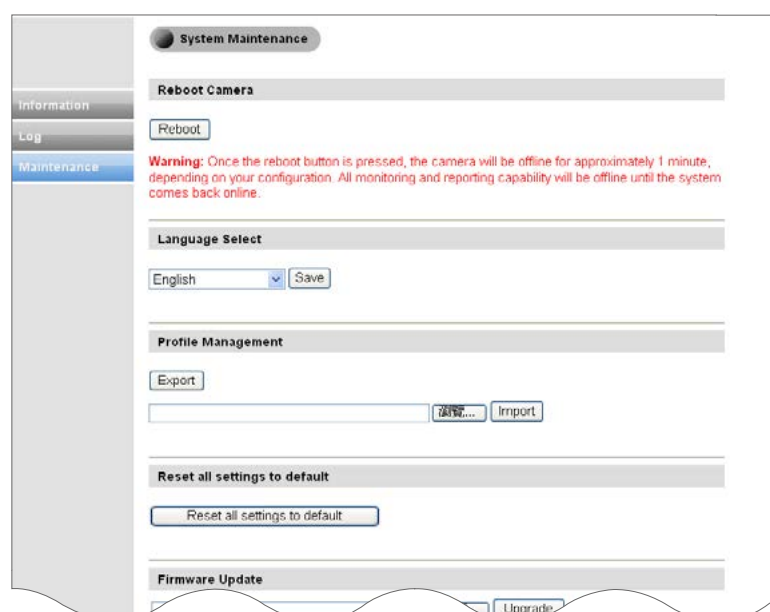 System Maintenance
Reboot Camera
Information
Reboot
Log
Warning: Once the reboot button is pressed, the camera will be offline for approximately 1 minute,
Maintenance
depending on your configuration. All monitoring and reporting capability will be offline until the system
comes back online.
Language Select
English Save
Profile Management
Export
瀏覽... Import
Reset all settings to default
Reset all settings to default
Firmware Update
Upgrade